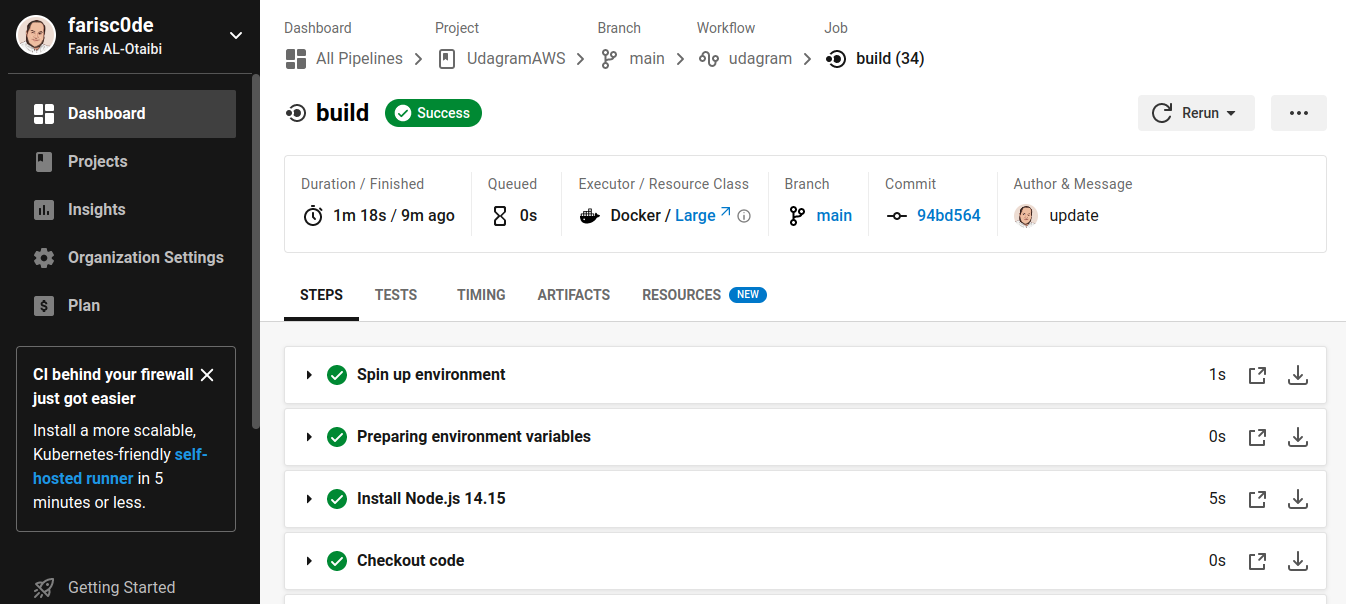 farisc0de
Faris AL-Otaibi
Dashboard
Projects
Insights
Organization Settings
Plan
CI behind your firewall
just got easier
Install a more scalable,
Kubernetes-friendly self-
hosted runner in 5
minutes or less.
Getting Started
Dashboard Project Branch Workflow Job
All Pipelines UdagramAWS main udagram build (34)
build Success Rerun
Duration / Finished Queued Executor / Resource Class Branch Commit Author & Message
1m 18s / 9m ago 0s Docker / Large main 94bd564 update
STEPS TESTS TIMING ARTIFACTS RESOURCES NEW
Spin up environment 1s
Preparing environment variables 0s
Install Node.js 14.15 5s
Checkout code 0s